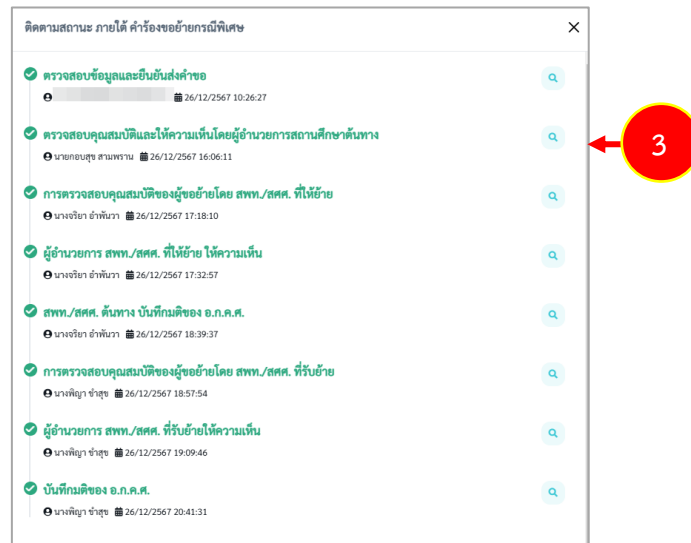 ติดตามสถานะ ภายใต้ คำร้องขอย้ายกรณีพิเศษ
ตรวจสอบข้อมูลและยืนยันส่งคำขอ
26/12/2567 10:26:27
ตรวจสอบคุณสมบัติและให้ความเห็นโดยผู้อำนวยการสถานศึกษาต้นทาง
นายกอบสุข สามพราน 26/12/2567 16:06:11
3
การตรวจสอบคุณสมบัติของผู้ขอย้ายโดย สพท./สศศ. ที่ให้ย้าย
นางจริยา อำพันวา 26/12/2567 17:18:10
ผู้อำนวยการ สพท./สศศ. ที่ให้ย้าย ให้ความเห็น
นางจริยา อำพันวา 26/12/2567 17:32:57
สพท./สศศ. ต้นทาง บันทึกมติของ อ.ก.ค.ศ.
นางจริยา อำพันวา 26/12/2567 18:39:37
การตรวจสอบคุณสมบัติของผู้ขอย้ายโดย สพท./สศศ. ที่รับย้าย
นางพิญา ขำสุข 26/12/2567 18:57:54
ผู้อำนวยการ สพท./สศศ. ที่รับย้ายให้ความเห็น
นางพิญา ขำสุข 26/12/2567 19:09:46
บันทึกมติของ อ.ก.ค.ศ.
นางพิญา ขำสุข 26/12/2567 20:41:31